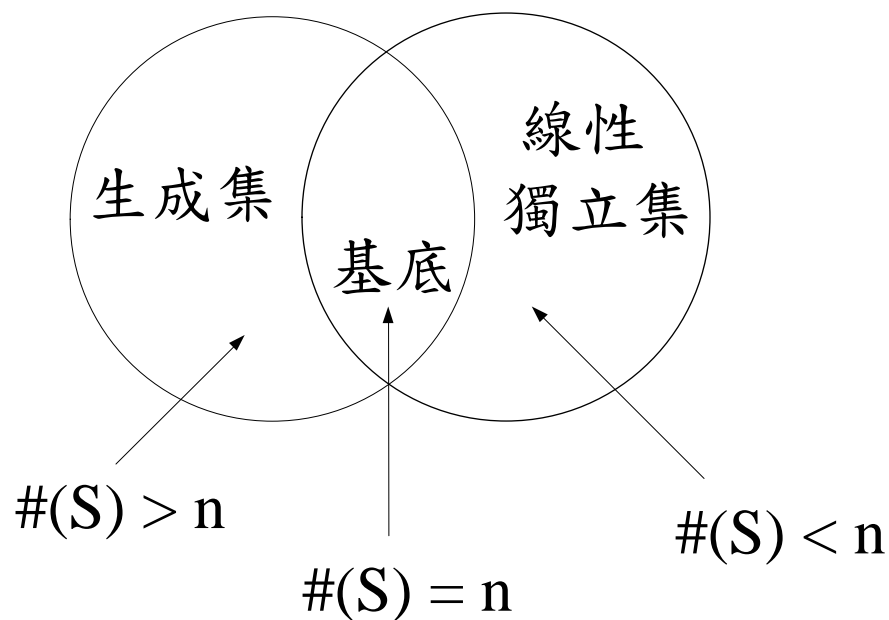 生成集
線性
獨立集
基底
#(S) > n
#(S) = n
#(S) < n